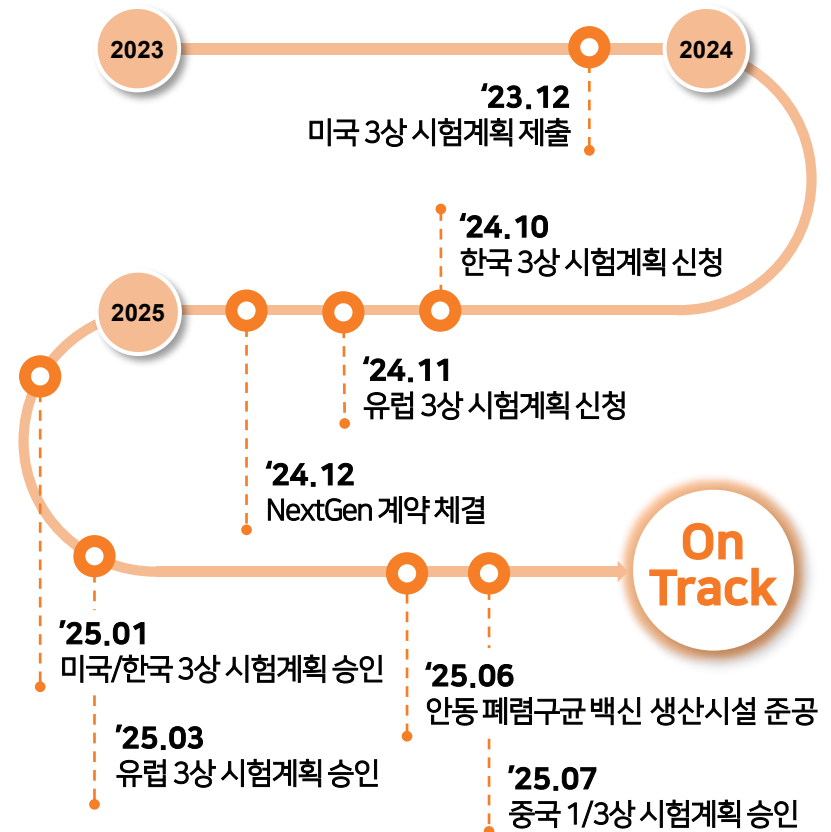 2023
2024
‘23.12
미국 3상 시험계획 제출
‘24.10
한국 3상 시험계획 신청
2025
‘24.11
유럽 3상 시험계획 신청
‘24.12
NextGen 계약 체결
On
Track
’25.01
미국/한국 3상 시험계획 승인
’25.03
유럽 3상 시험계획 승인
‘25.06
안동 폐렴구균 백신 생산시설 준공
’25.07
중국 1/3상 시험계획 승인